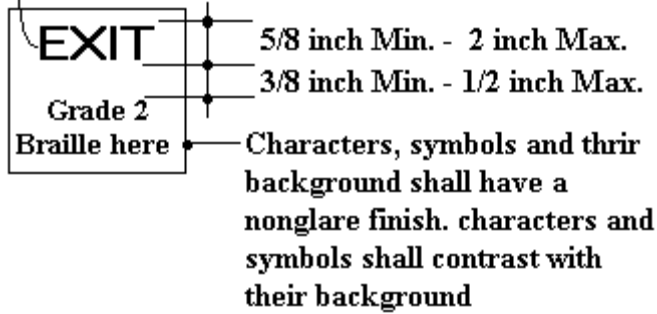 EXIT
5/8 inch Min. - 2 inch Max.
3/8 inch Min. - 1/2 inch Max.
Grade 2
Braille here
Characters, symbols and thrir
background shall have a
nonglare finish. characters and
symbols shall contrast with
their background